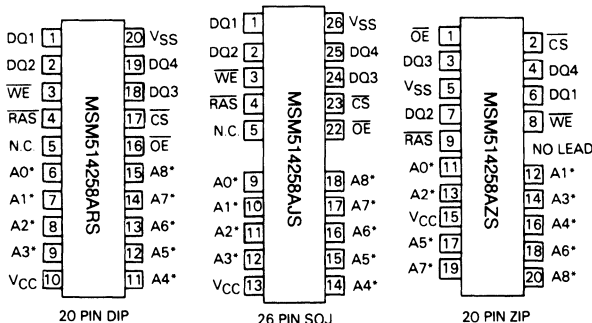 DQ1 1 20 VSS
DQ2 2 19 DQ4
WE 3 18 DQ3
RAS 4 17 CS
N.C. 5 16 OE
A0* 6 15 A8*
A1* 7 14 A7*
A2* 8 13 A6*
A3* 9 12 A5*
VCC 10 11 A4*
MSM514258ARS
20 PIN DIP
DQ1 1 26 VSS
DQ2 2 25 DQ4
WE 3 24 DQ3
RAS 4 23 CS
N.C. 5 22 OE
A0* 9 18 A8*
A1* 10 17 A7*
A2* 11 16 A6*
A3* 12 15 A5*
VCC 13 14 A4*
MSM514258AJS
26 PIN SOJ
OE 1
2 CS
DQ3 3
4 DQ4
VSS 5
6 DQ1
DQ2 7
8 WE
RAS 9
NO LEAD
A0* 11
12 A1*
A2* 13
14 A3*
VCC 15
16 A4*
A5* 17
18 A6*
A7* 19
20 A8*
MSM514258AZS
20 PIN ZIP